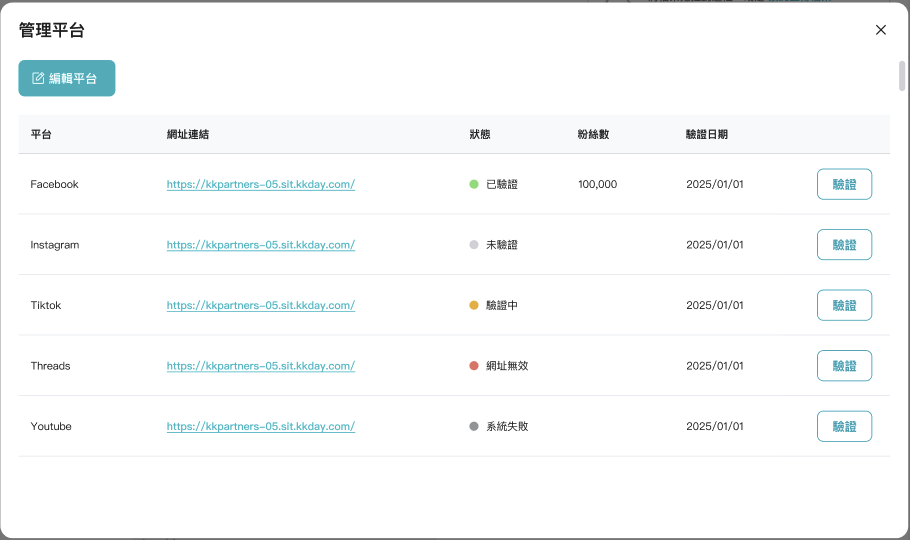 管理平台
編輯平台
平台 網址連結 狀態 粉絲數 驗證日期
Facebook https://kkpartners-05.sit.kkday.com/ 已驗證 100,000 2025/01/01 驗證
Instagram https://kkpartners-05.sit.kkday.com/ 未驗證 2025/01/01 驗證
Tiktok https://kkpartners-05.sit.kkday.com/ 驗證中 2025/01/01 驗證
Threads https://kkpartners-05.sit.kkday.com/ 網址無效 2025/01/01 驗證
Youtube https://kkpartners-05.sit.kkday.com/ 系統失敗 2025/01/01 驗證